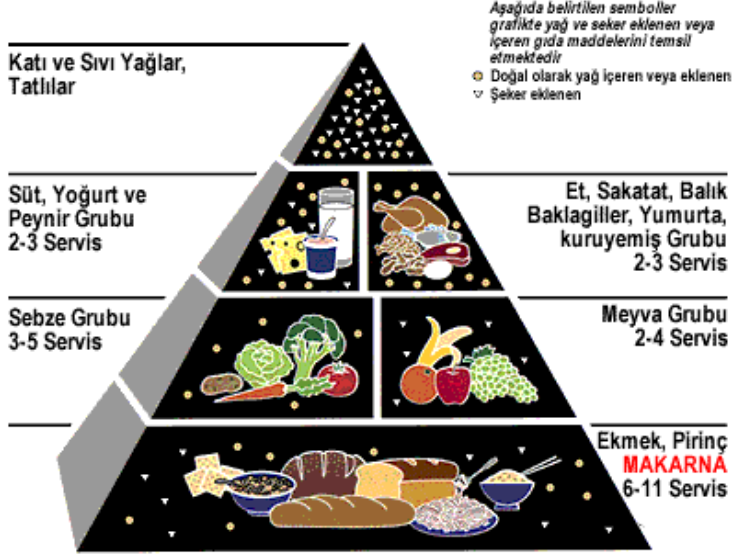 Aşağıda belirtilen semboller
grafikte yağ ve seker eklenen veya
içeren gıda maddelerini temsil
etmektedir
Doğal olarak yağ içeren veya eklenen
Şeker eklenen
Katı ve Sıvı Yağlar,
Tatlılar
Süt, Yoğurt ve
Peynir Grubu
2-3 Servis
Et, Sakatat, Balık
Baklagiller, Yumurta,
kuruyemiş Grubu
2-3 Servis
Sebze Grubu
3-5 Servis
Meyva Grubu
2-4 Servis
Ekmek, Pirinç
MAKARNA
6-11 Servis